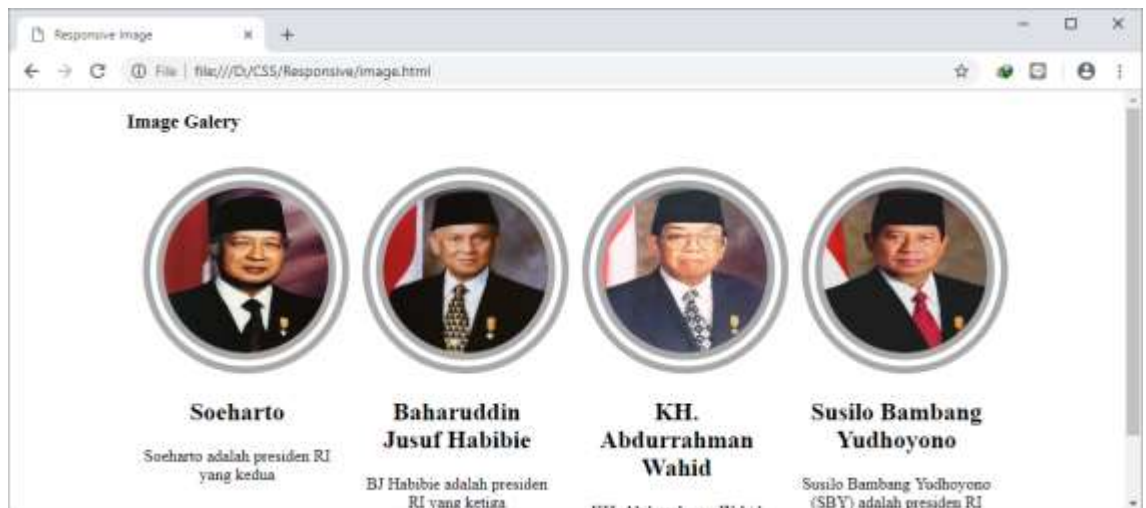 Responsive Image
File | file:///D:/CSS/Responsive/image.html
Image Galery
Soeharto
Soeharto adalah presiden RI
yang kedua
Baharuddin
Jusuf Habibie
BJ Habibie adalah presiden
RI yang ketiga
KH.
Abdurrahman
Wahid
Susilo Bambang
Yudhoyono
Susilo Bambang Yudhoyono
(SBY) adalah presiden RI